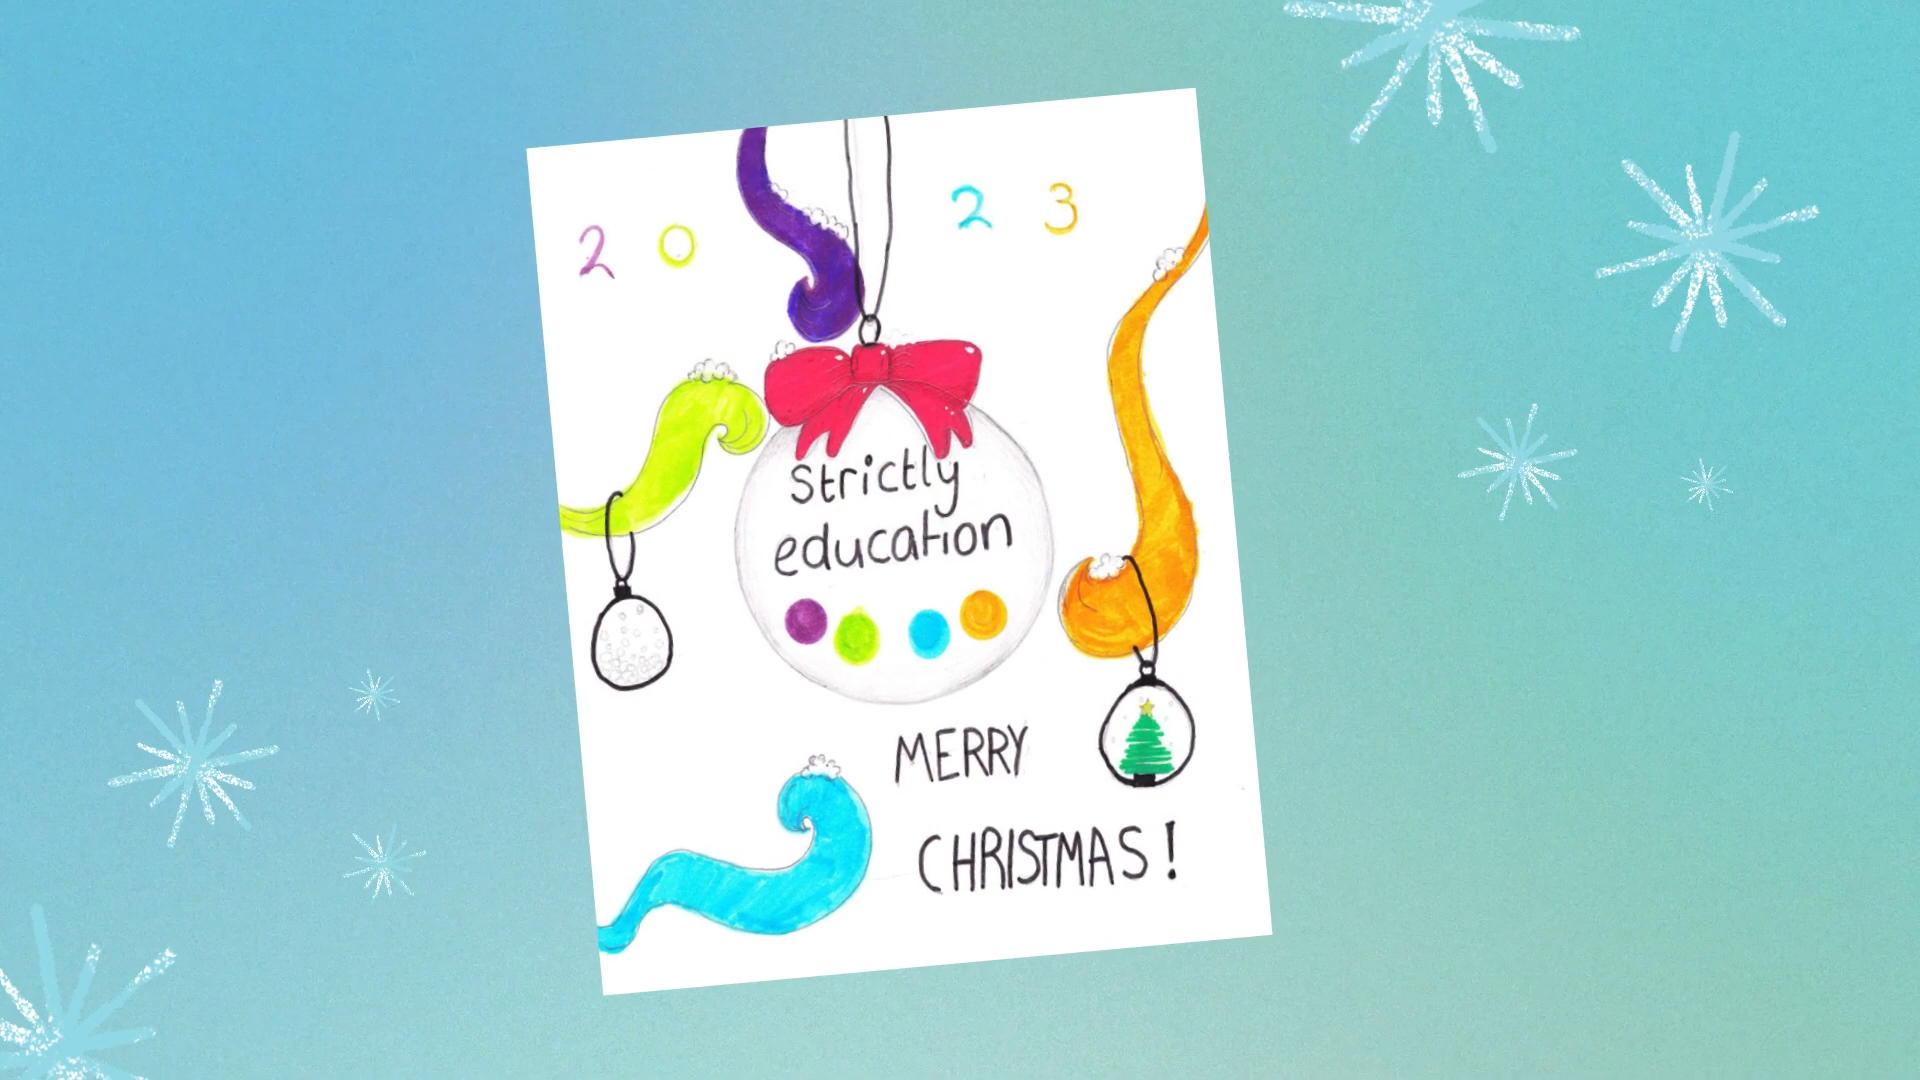 2 0 2 3
strictly
education
MERRY
CHRISTMAS!